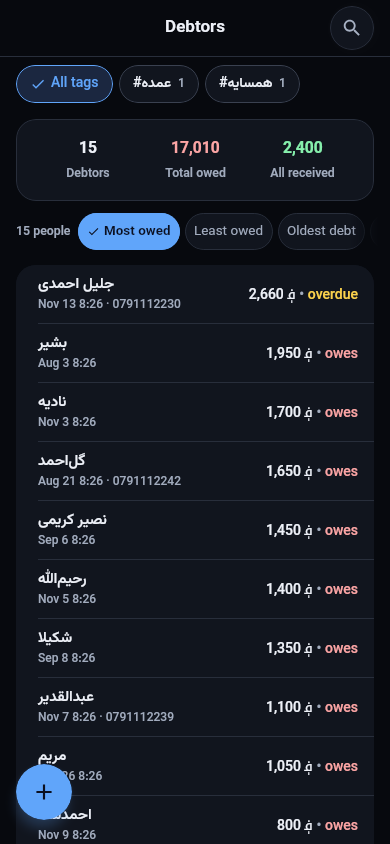 Debtors
All tags
#عمده 1
#همسایه 1
15
Debtors
17,010
Total owed
2,400
All received
15 people
Most owed
Least owed
Oldest debt
جلیل احمدی
Nov 13 8:26 · 0791112230
2,660 ؋ • overdue
بشیر
Aug 3 8:26
1,950 ؋ • owes
نادیه
Nov 3 8:26
1,700 ؋ • owes
گل‌احمد
Aug 21 8:26 · 0791112242
1,650 ؋ • owes
نصیر کریمی
Sep 6 8:26
1,450 ؋ • owes
رحیم‌الله
Nov 5 8:26
1,400 ؋ • owes
شکیلا
Sep 8 8:26
1,350 ؋ • owes
عبدالقدیر
Nov 7 8:26 · 0791112239
1,100 ؋ • owes
مریم
8:26
1,050 ؋ • owes
Nov 9 8:26
800 ؋ • owes